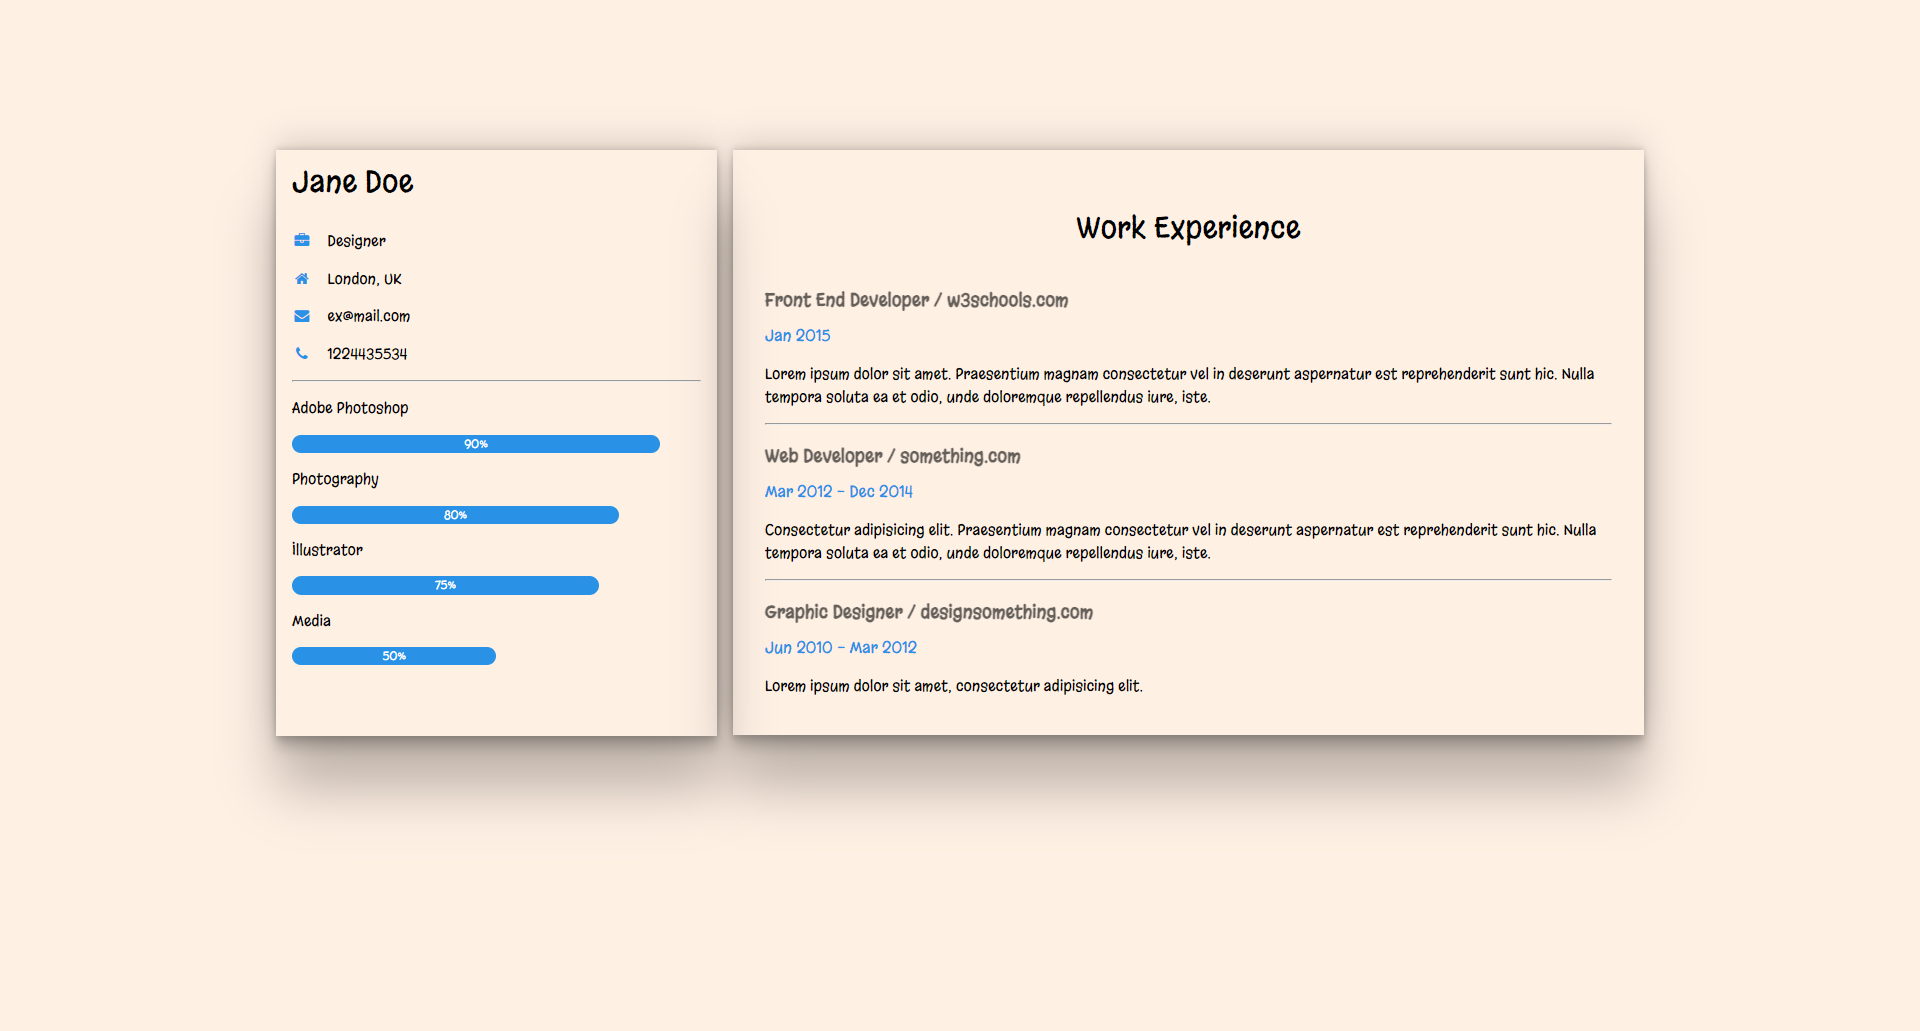 Jane Doe
Designer
London, UK
ex@mail.com
1224435534
Adobe Photoshop
90%
Photography
80%
illustrator
75%
Media
50%
Work Experience
Front End Developer / w3schools.com
Jan 2015
Lorem ipsum dolor sit amet. Praesentium magnam consectetur vel in deserunt aspernatur est reprehenderit sunt hic. Nulla
tempora soluta ea et odio, unde doloremque repellendus iure, iste.
Web Developer / something.com
Mar 2012 - Dec 2014
Consectetur adipisicing elit. Praesentium magnam consectetur vel in deserunt aspernatur est reprehenderit sunt hic. Nulla
tempora soluta ea et odio, unde doloremque repellendus iure, iste.
Graphic Designer / designsomething.com
Jun 2010 - Mar 2012
Lorem ipsum dolor sit amet, consectetur adipisicing elit.